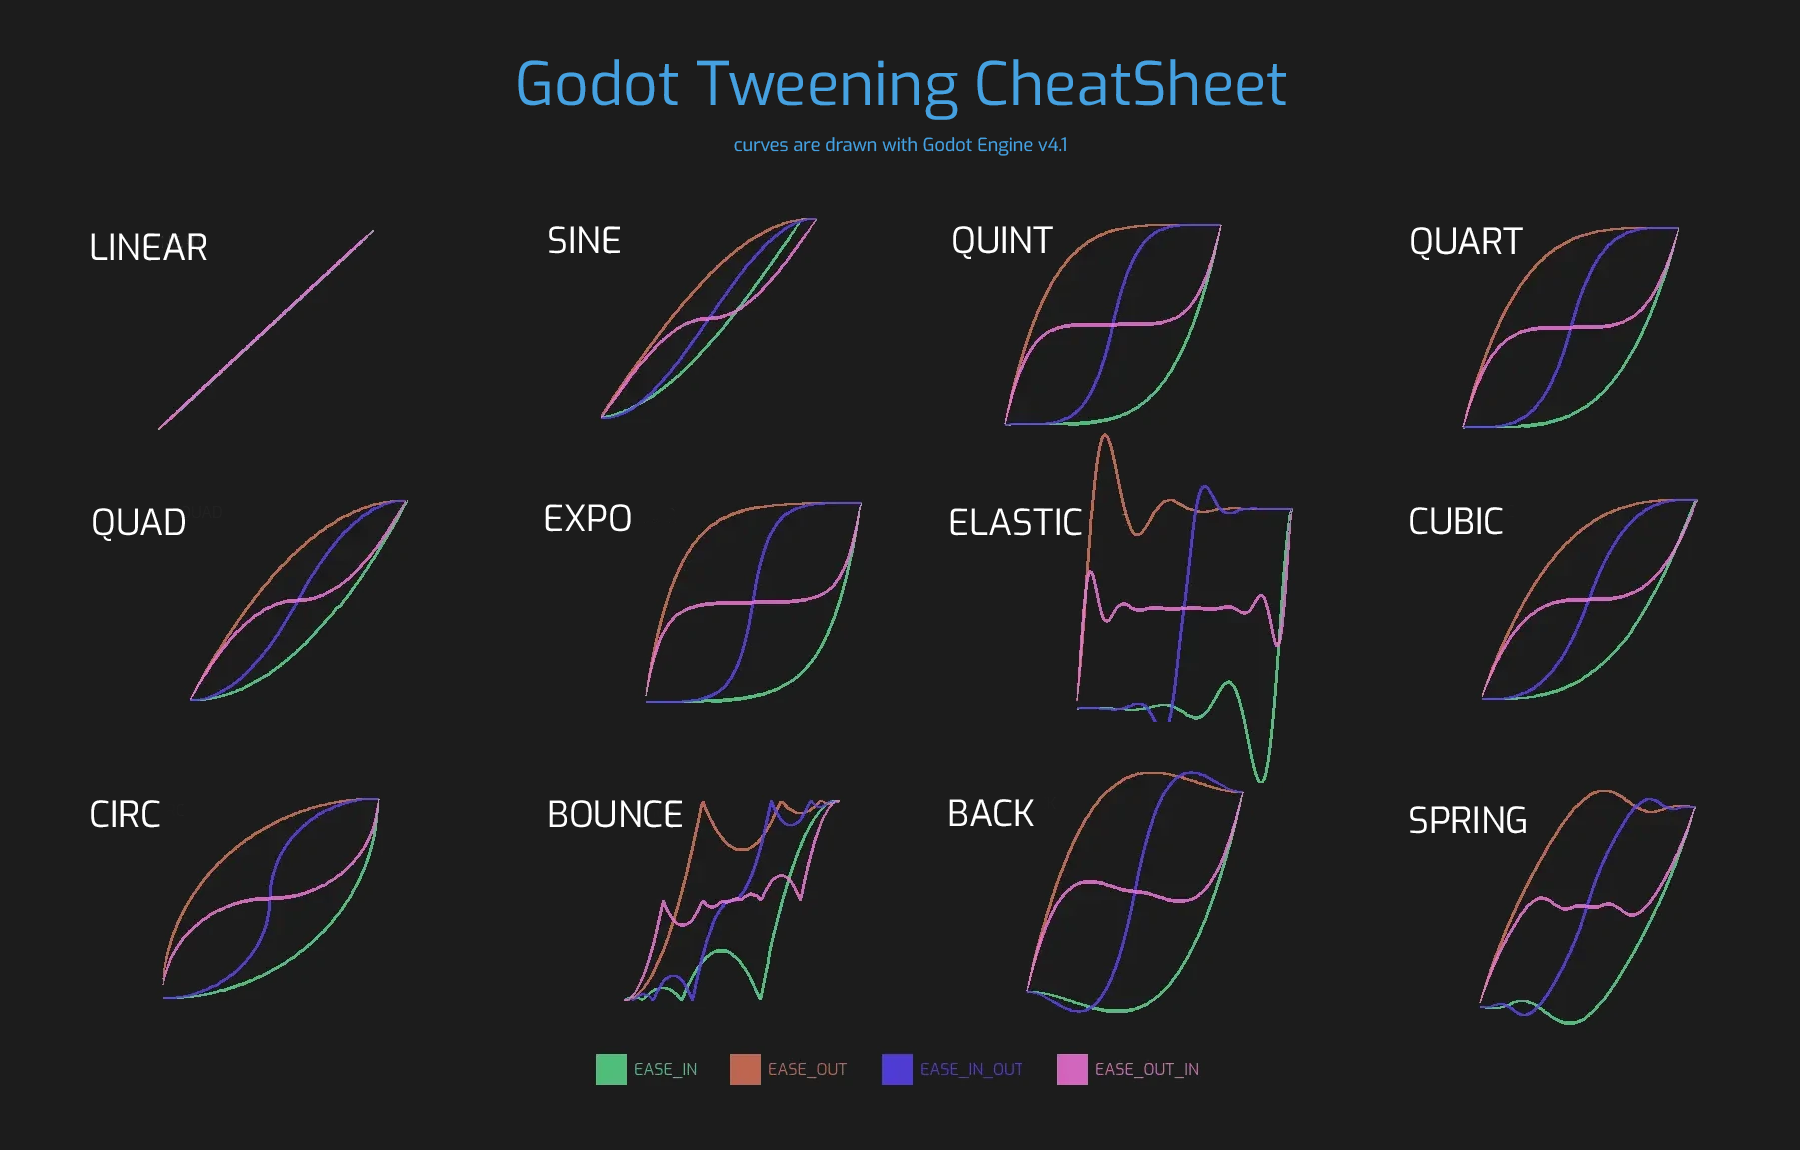 Godot Tweening CheatSheet
curves are drawn with Godot Engine v4.1
LINEAR
SINE
QUINT
QUART
QUAD
EXPO
ELASTIC
CUBIC
CIRC
BOUNCE
BACK
SPRING
EASE_IN
EASE_OUT
EASE_IN_OUT
EASE_OUT_IN